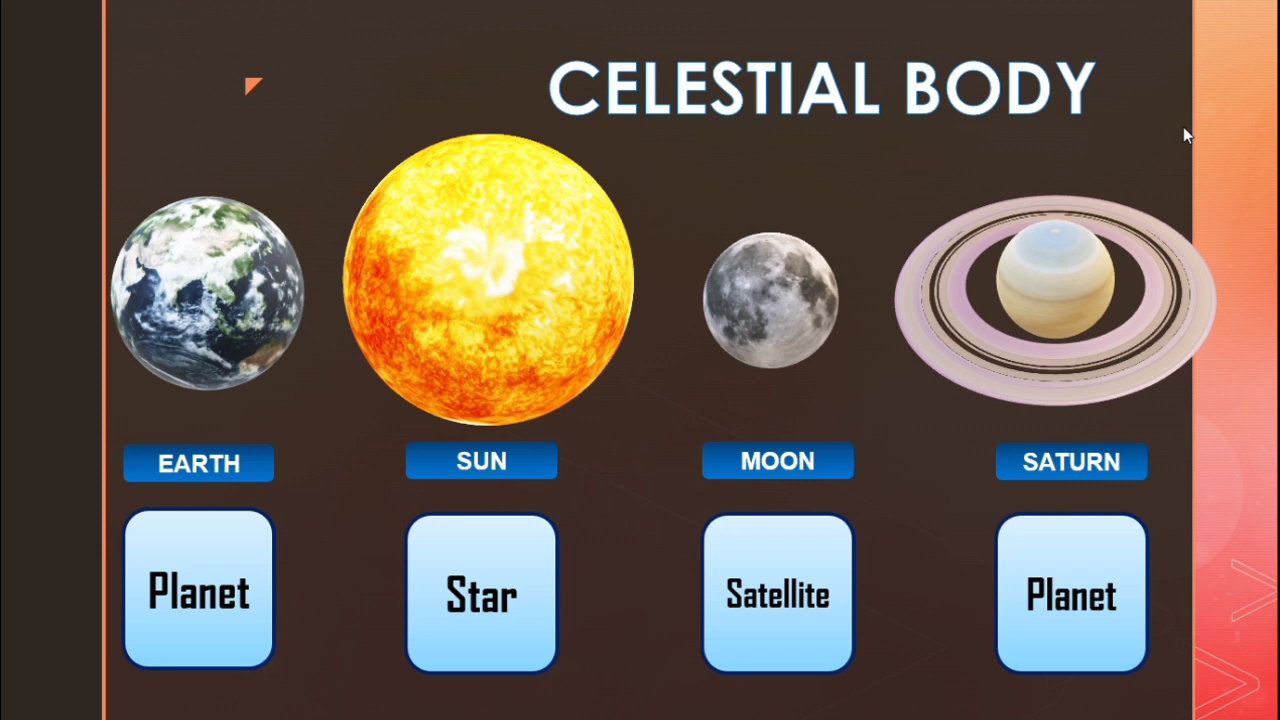 CELESTIAL BODY
EARTH
SUN
MOON
SATURN
Planet
Star
Satellite
Planet